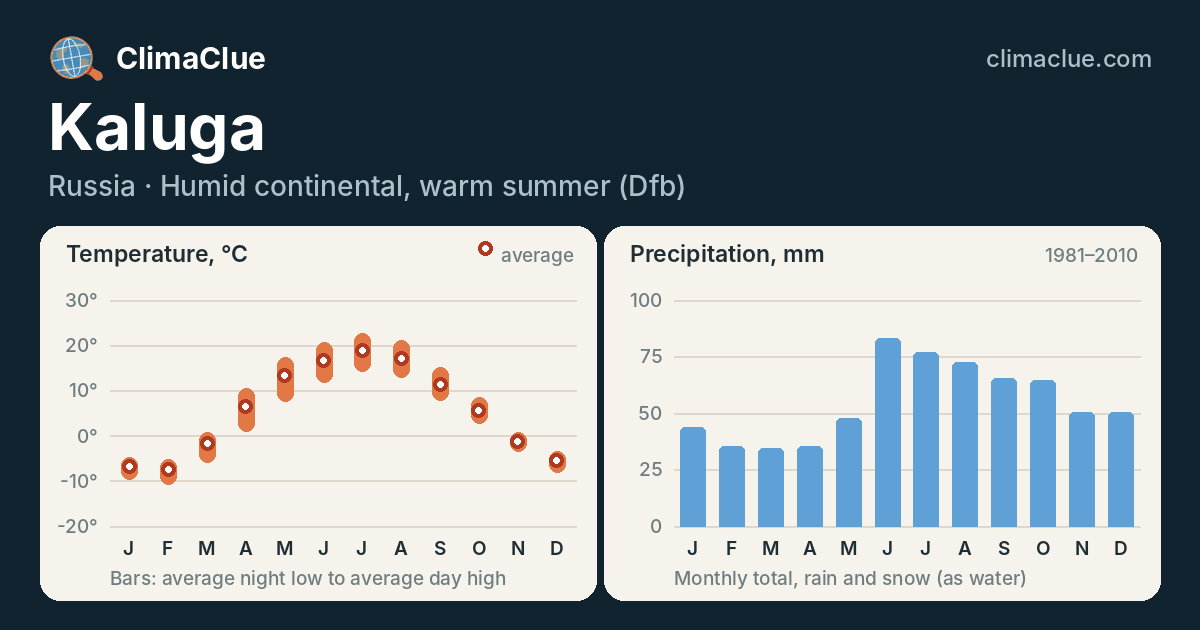 ClimaClue
climaclue.com
Kaluga
Russia · Humid continental, warm summer (Dfb)
Temperature, °C
average
30°
20°
10°
0°
-10°
-20°
J F M A M J J A S O N D
Bars: average night low to average day high
Precipitation, mm
1981–2010
100
75
50
25
0
J F M A M J J A S O N D
Monthly total, rain and snow (as water)